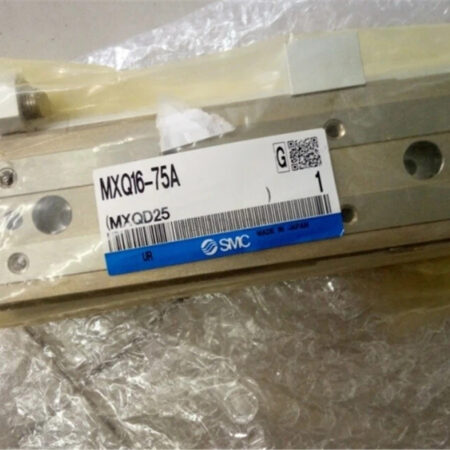 MXQ16-75A
G
(MXQD25 ) 1
UR SMC MADE IN JAPAN